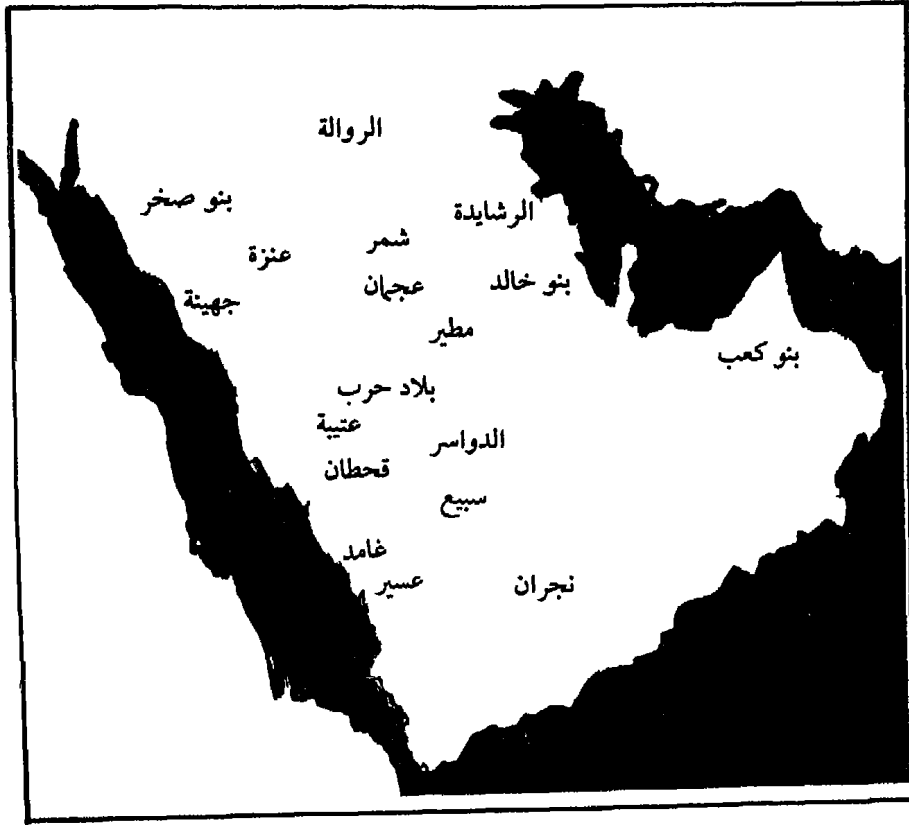 الروالة
بنو صخر
الرشايدة
شمر
عنزة
بنو خالد
عجمان
جهينة
مطير
بنو كعب
بلاد حرب
عتيبة
الدواسر
قحطان
سبيع
غامد
عسير
نجران